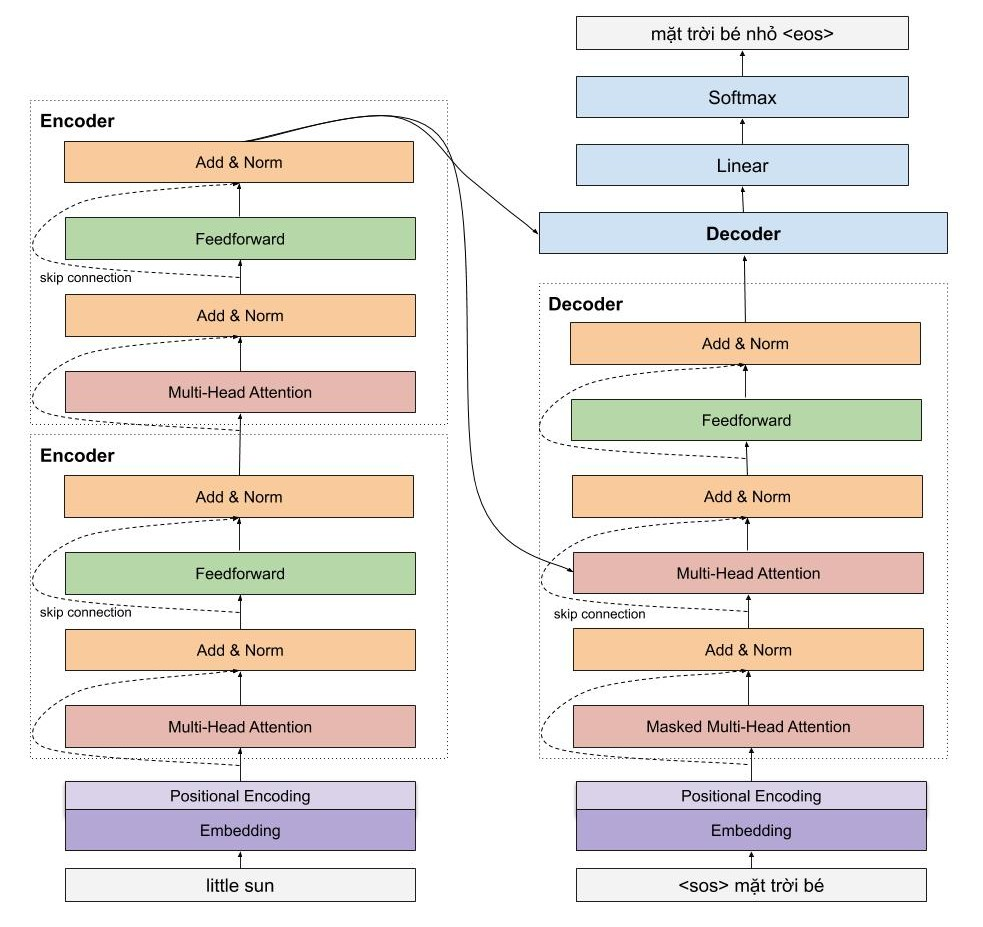 Encoder
Add & Norm
Feedforward
skip connection
Add & Norm
Multi-Head Attention
Encoder
Add & Norm
Feedforward
skip connection
Add & Norm
Multi-Head Attention
Positional Encoding
Embedding
little sun
mặt trời bé nhỏ <eos>
Softmax
Linear
Decoder
Decoder
Add & Norm
Feedforward
Add & Norm
Multi-Head Attention
skip connection
Add & Norm
Masked Multi-Head Attention
Positional Encoding
Embedding
<sos> mặt trời bé